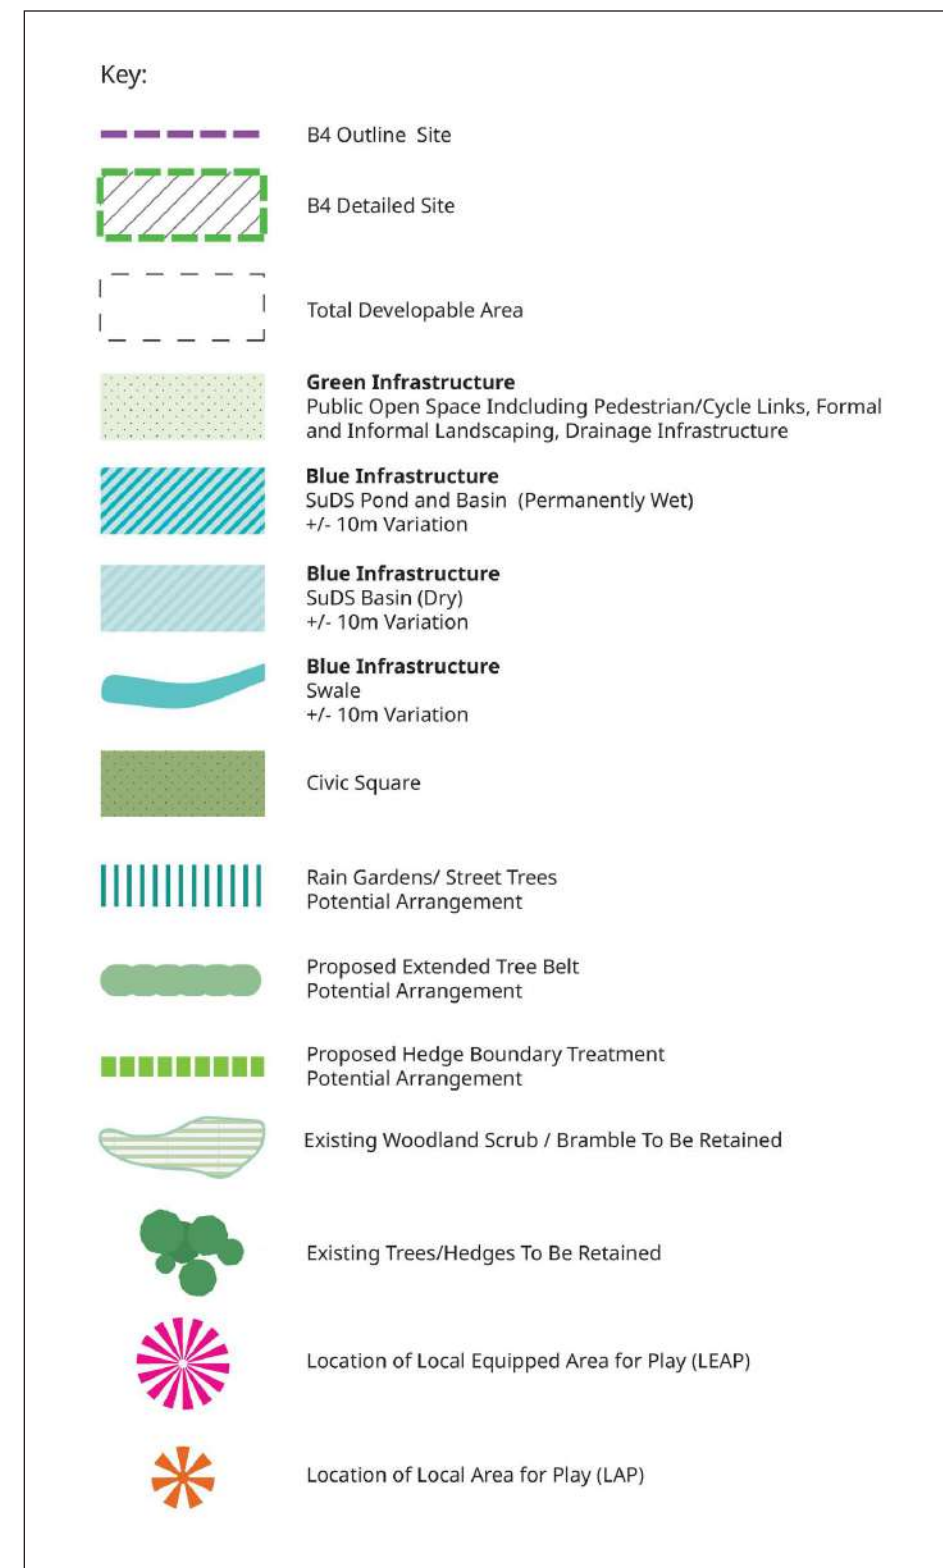 Key:
B4 Outline Site
B4 Detailed Site
Total Developable Area
Green Infrastructure
Public Open Space Indcluding Pedestrian/Cycle Links, Formal
and Informal Landscaping, Drainage Infrastructure
Blue Infrastructure
SuDS Pond and Basin (Permanently Wet)
+/- 10m Variation
Blue Infrastructure
SuDS Basin (Dry)
+/- 10m Variation
Blue Infrastructure
Swale
+/- 10m Variation
Civic Square
Rain Gardens/ Street Trees
Potential Arrangement
Proposed Extended Tree Belt
Potential Arrangement
Proposed Hedge Boundary Treatment
Potential Arrangement
Existing Woodland Scrub / Bramble To Be Retained
Existing Trees/Hedges To Be Retained
Location of Local Equipped Area for Play (LEAP)
Location of Local Area for Play (LAP)